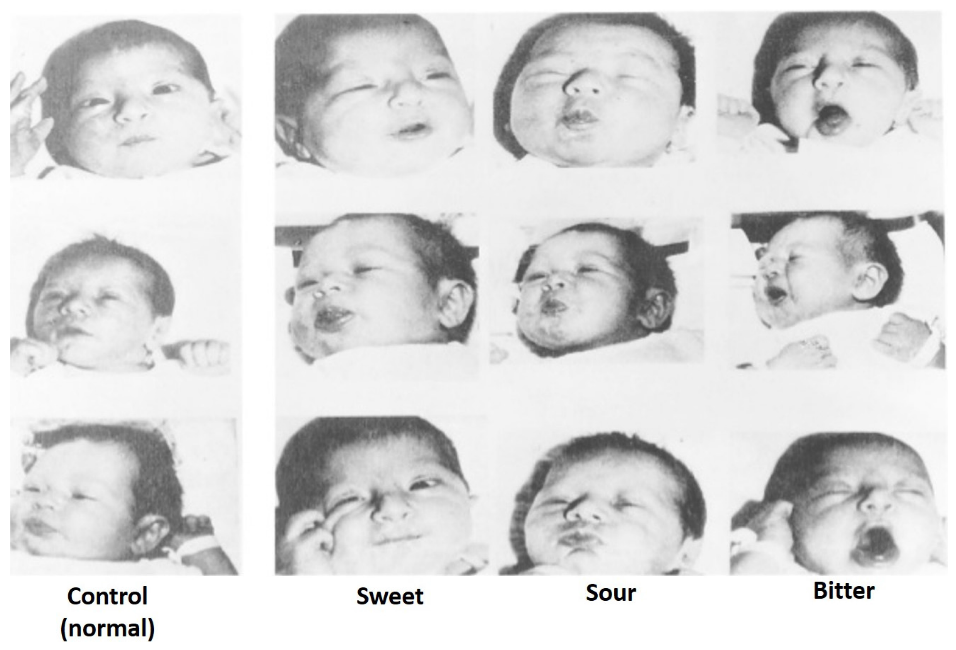 Control
(normal)
Sweet
Sour
Bitter